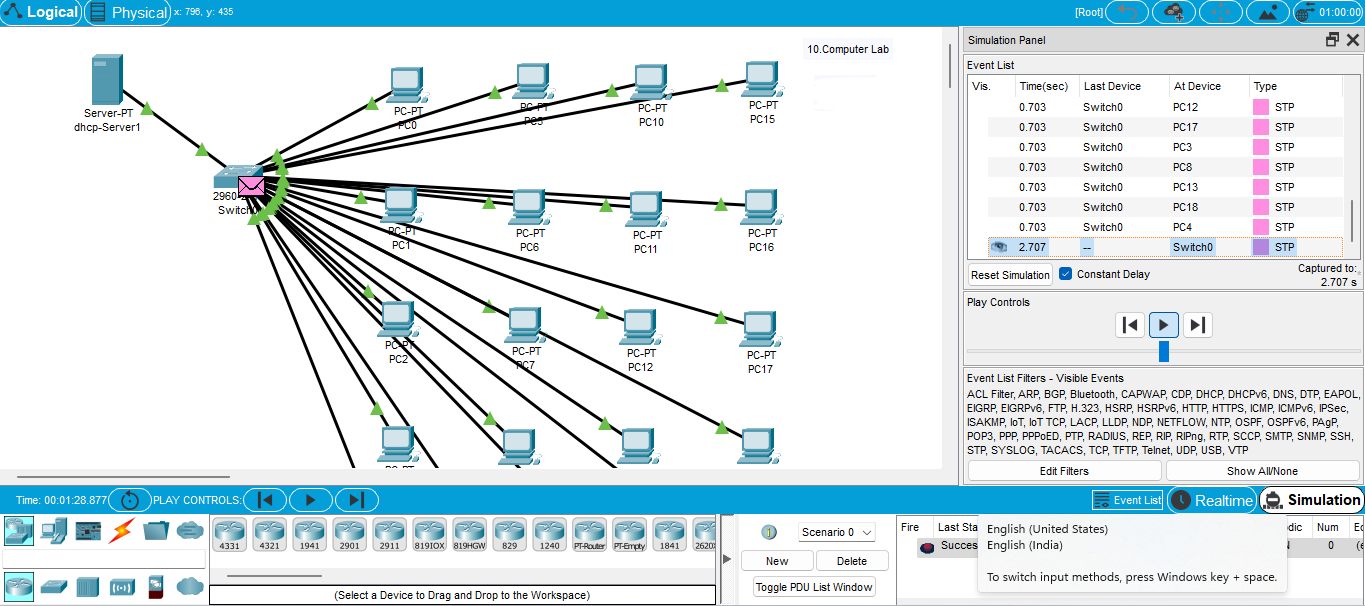 Logical
Physical x: 796, y: 435
[Root]
01:00:00
10.Computer Lab
Server-PT
dhcp-Server1
PC-PT
PC0
PC-PT
PC5
PC-PT
PC10
PC-PT
PC15
Switch0
PC-PT
PC1
PC-PT
PC6
PC-PT
PC11
PC-PT
PC16
PC-PT
PC2
PC-PT
PC7
PC-PT
PC12
PC-PT
PC17
Simulation Panel
Event List
Vis. Time(sec) Last Device At Device Type
0.703 Switch0 PC12 STP
0.703 Switch0 PC17 STP
0.703 Switch0 PC3 STP
0.703 Switch0 PC8 STP
0.703 Switch0 PC13 STP
0.703 Switch0 PC18 STP
0.703 Switch0 PC4 STP
2.707 -- Switch0 STP
Reset Simulation Constant Delay Captured to:
2.707 s
Play Controls
Event List Filters - Visible Events
ACL Filter, ARP, BGP, Bluetooth, CAPWAP, CDP, DHCP, DHCPv6, DNS, DTP, EAPOL,
EIGRP, EIGRPv6, FTP, H.323, HSRP, HSRPv6, HTTP, HTTPS, ICMP, ICMPv6, IPSec,
ISAKMP, IoT, IoT TCP, LACP, LLDP, NDP, NETFLOW, NTP, OSPF, OSPFv6, PAgP,
POP3, PPP, PPPoED, PTP, RADIUS, REP, RIP, RIPng, RTP, SCCP, SMTP, SNMP, SSH,
STP, SYSLOG, TACACS, TCP, TFTP, Telnet, UDP, USB, VTP
Edit Filters Show All/None
Time: 00:01:28.877 PLAY CONTROLS:
Event List Realtime Simulation
4331 4321 1941 2901 2911 819IOX 819HGW 829 1240 PT-Router PT-Empty 1841 2620X
(Select a Device to Drag and Drop to the Workspace)
Scenario 0
New Delete
Toggle PDU List Window
Fire Last Sta
Num
Succes
0
English (United States)
English (India)
To switch input methods, press Windows key + space.